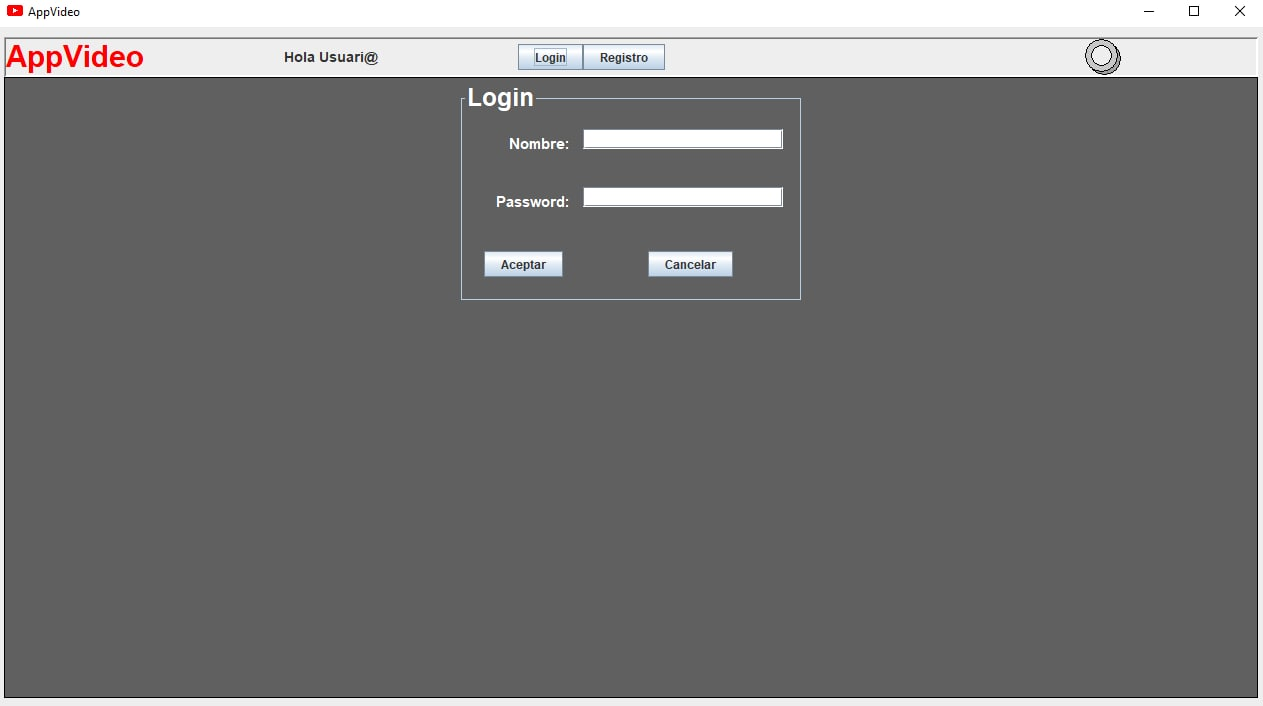 AppVideo
AppVideo Hola Usuari@ Login Registro
Login
Nombre:
Password:
Aceptar Cancelar